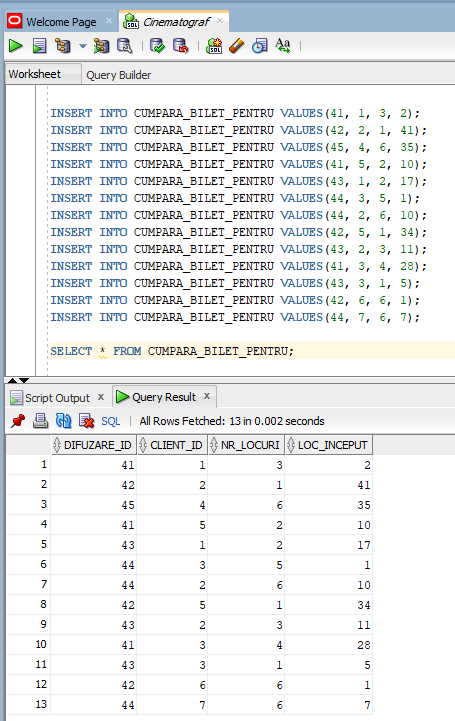 Welcome Page × Cinematograf ×
Aa
Worksheet Query Builder
INSERT INTO CUMPARA_BILET_PENTRU VALUES(41, 1, 3, 2);
INSERT INTO CUMPARA_BILET_PENTRU VALUES(42, 2, 1, 41);
INSERT INTO CUMPARA_BILET_PENTRU VALUES(45, 4, 6, 35);
INSERT INTO CUMPARA_BILET_PENTRU VALUES(41, 5, 2, 10);
INSERT INTO CUMPARA_BILET_PENTRU VALUES(43, 1, 2, 17);
INSERT INTO CUMPARA_BILET_PENTRU VALUES(44, 3, 5, 1);
INSERT INTO CUMPARA_BILET_PENTRU VALUES(44, 2, 6, 10);
INSERT INTO CUMPARA_BILET_PENTRU VALUES(42, 5, 1, 34);
INSERT INTO CUMPARA_BILET_PENTRU VALUES(43, 2, 3, 11);
INSERT INTO CUMPARA_BILET_PENTRU VALUES(41, 3, 4, 28);
INSERT INTO CUMPARA_BILET_PENTRU VALUES(43, 3, 1, 5);
INSERT INTO CUMPARA_BILET_PENTRU VALUES(42, 6, 6, 1);
INSERT INTO CUMPARA_BILET_PENTRU VALUES(44, 7, 6, 7);
SELECT * FROM CUMPARA_BILET_PENTRU;
Script Output × Query Result ×
SQL | All Rows Fetched: 13 in 0.002 seconds
DIFUZARE_ID CLIENT_ID NR_LOCURI LOC_INCEPUT
1 41 1 3 2
2 42 2 1 41
3 45 4 6 35
4 41 5 2 10
5 43 1 2 17
6 44 3 5 1
7 44 2 6 10
8 42 5 1 34
9 43 2 3 11
10 41 3 4 28
11 43 3 1 5
12 42 6 6 1
13 44 7 6 7